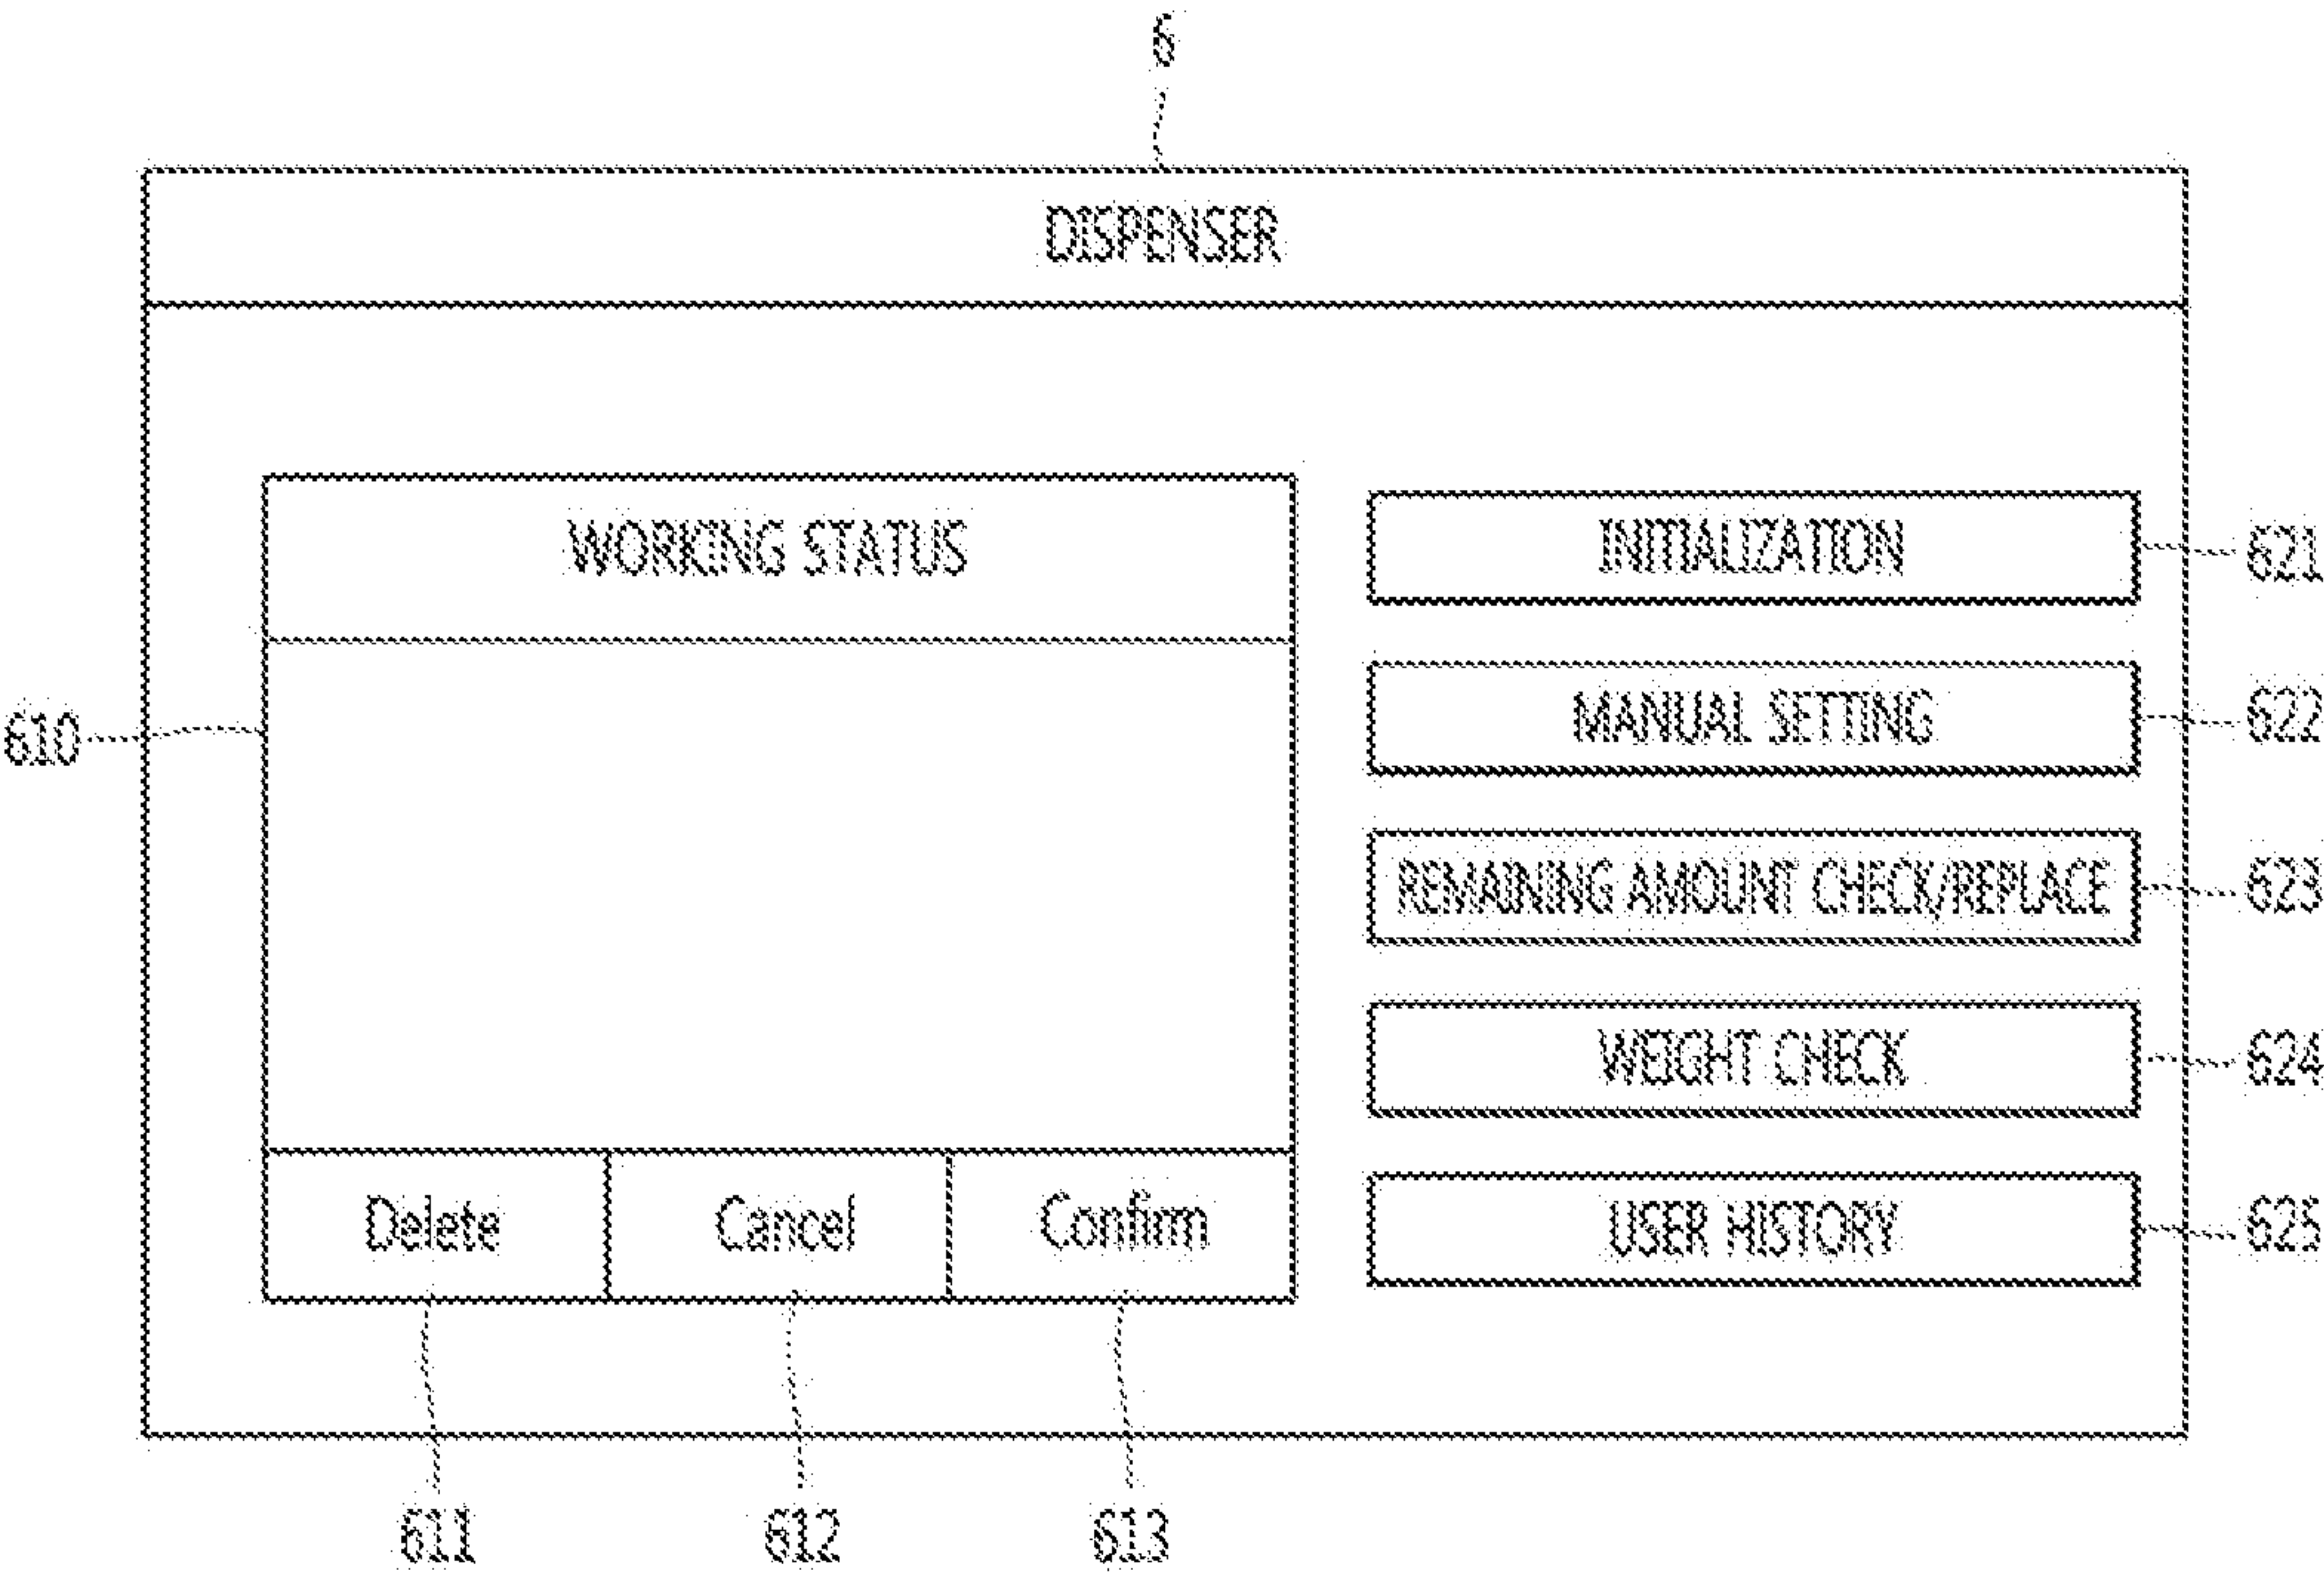 6
DISPENSER
WORKING STATUS
INITIALIZATION
621
MANUAL SETTING
622
610
REMAINING AMOUNT CHECK/REPLACE
623
WEIGHT CHECK
624
Delete
Cancel
Confirm
USER HISTORY
625
611
612
613